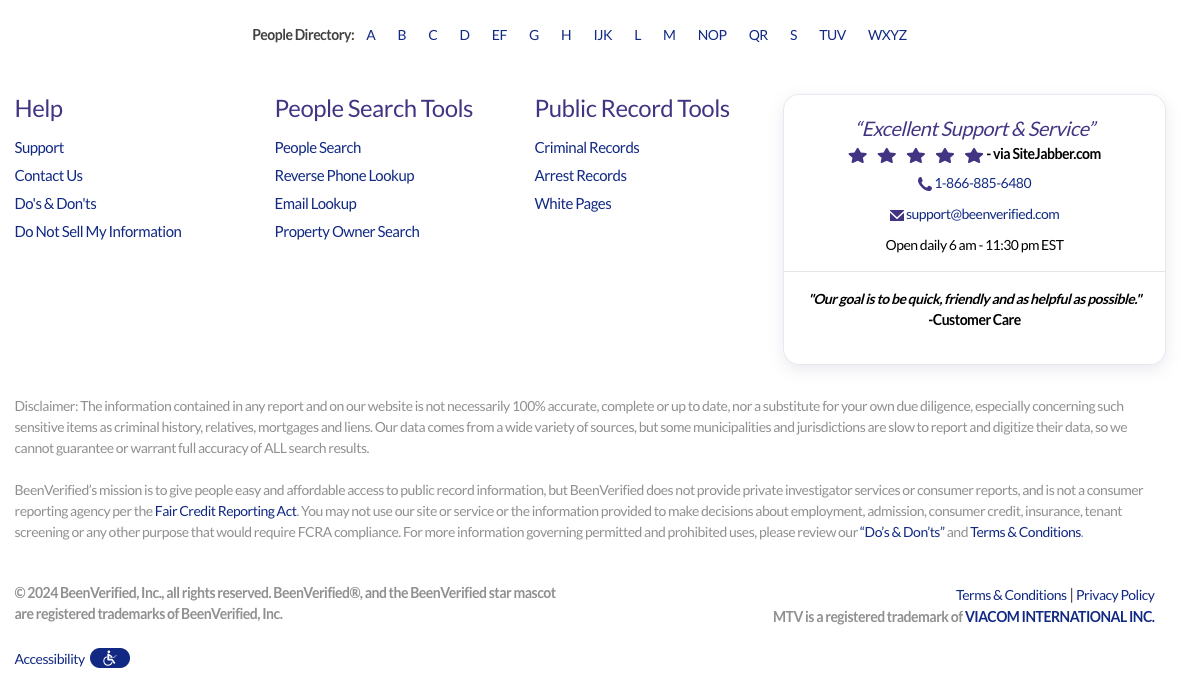 People Directory: A B C D EF G H IJK L M NOP QR S TUV WXYZ
Help
Support
Contact Us
Do's & Don'ts
Do Not Sell My Information
People Search Tools
People Search
Reverse Phone Lookup
Email Lookup
Property Owner Search
Public Record Tools
Criminal Records
Arrest Records
White Pages
“Excellent Support & Service”
- via SiteJabber.com
1-866-885-6480
support@beenverified.com
Open daily 6 am - 11:30 pm EST
"Our goal is to be quick, friendly and as helpful as possible."
-Customer Care
Disclaimer: The information contained in any report and on our website is not necessarily 100% accurate, complete or up to date, nor a substitute for your own due diligence, especially concerning such
sensitive items as criminal history, relatives, mortgages and liens. Our data comes from a wide variety of sources, but some municipalities and jurisdictions are slow to report and digitize their data, so we
cannot guarantee or warrant full accuracy of ALL search results.
BeenVerified’s mission is to give people easy and affordable access to public record information, but BeenVerified does not provide private investigator services or consumer reports, and is not a consumer
reporting agency per the Fair Credit Reporting Act. You may not use our site or service or the information provided to make decisions about employment, admission, consumer credit, insurance, tenant
screening or any other purpose that would require FCRA compliance. For more information governing permitted and prohibited uses, please review our “Do’s & Don’ts” and Terms & Conditions.
© 2024 BeenVerified, Inc., all rights reserved. BeenVerified®, and the BeenVerified star mascot
are registered trademarks of BeenVerified, Inc.
Terms & Conditions | Privacy Policy
MTV is a registered trademark of VIACOM INTERNATIONAL INC.
Accessibility